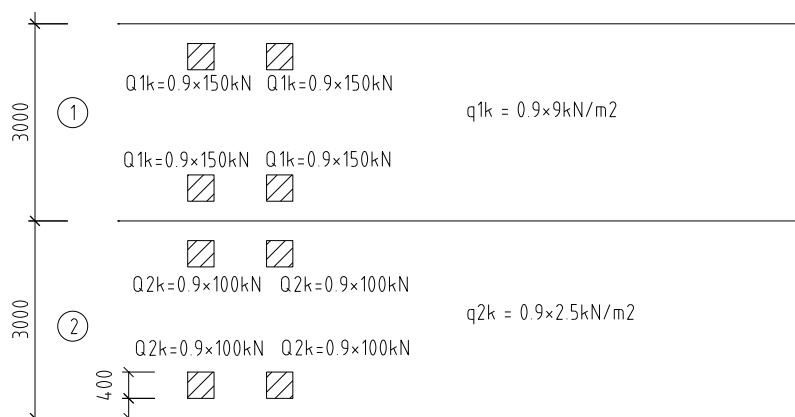 Q1k=0.9×150kN Q1k=0.9×150kN
3000
1
q1k = 0.9×9kN/m2
Q1k=0.9×150kN Q1k=0.9×150kN
Q2k=0.9×100kN Q2k=0.9×100kN
3000
2
q2k = 0.9×2.5kN/m2
Q2k=0.9×100kN Q2k=0.9×100kN
400